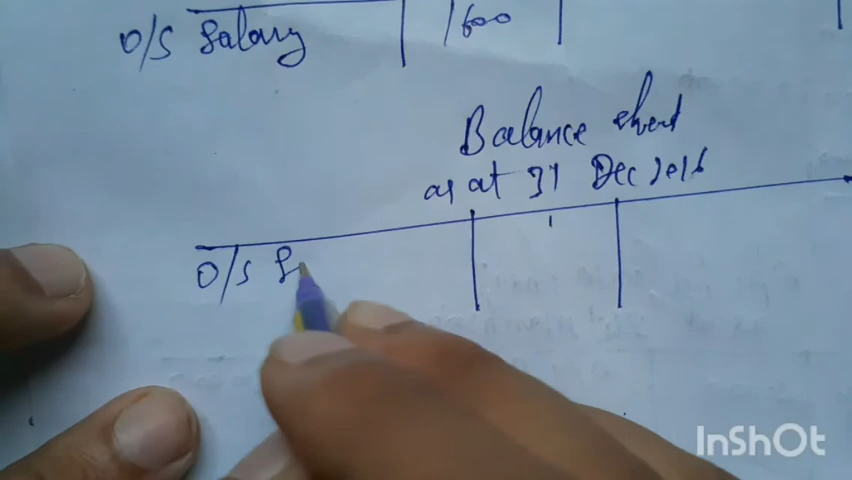 O/S Salary 1600
Balance sheet
as at 31 Dec 2016
O/S S
InShOt